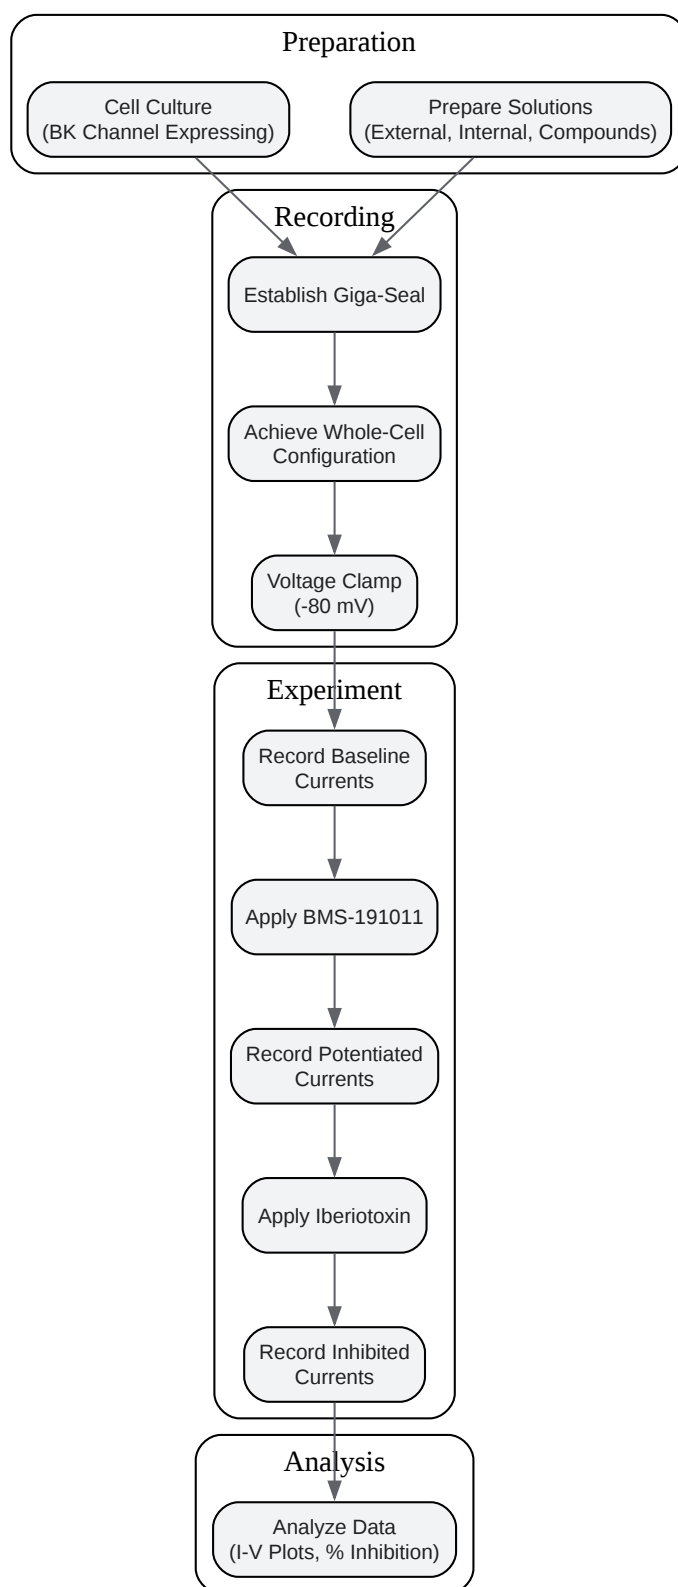 Preparation
Cell Culture
(BK Channel Expressing)
Prepare Solutions
(External, Internal, Compounds)
Recording
Establish Giga-Seal
Achieve Whole-Cell
Configuration
Voltage Clamp
(-80 mV)
Experiment
Record Baseline
Currents
Apply BMS-191011
Record Potentiated
Currents
Apply Iberiotoxin
Record Inhibited
Currents
Analysis
Analyze Data
(I-V Plots, % Inhibition)